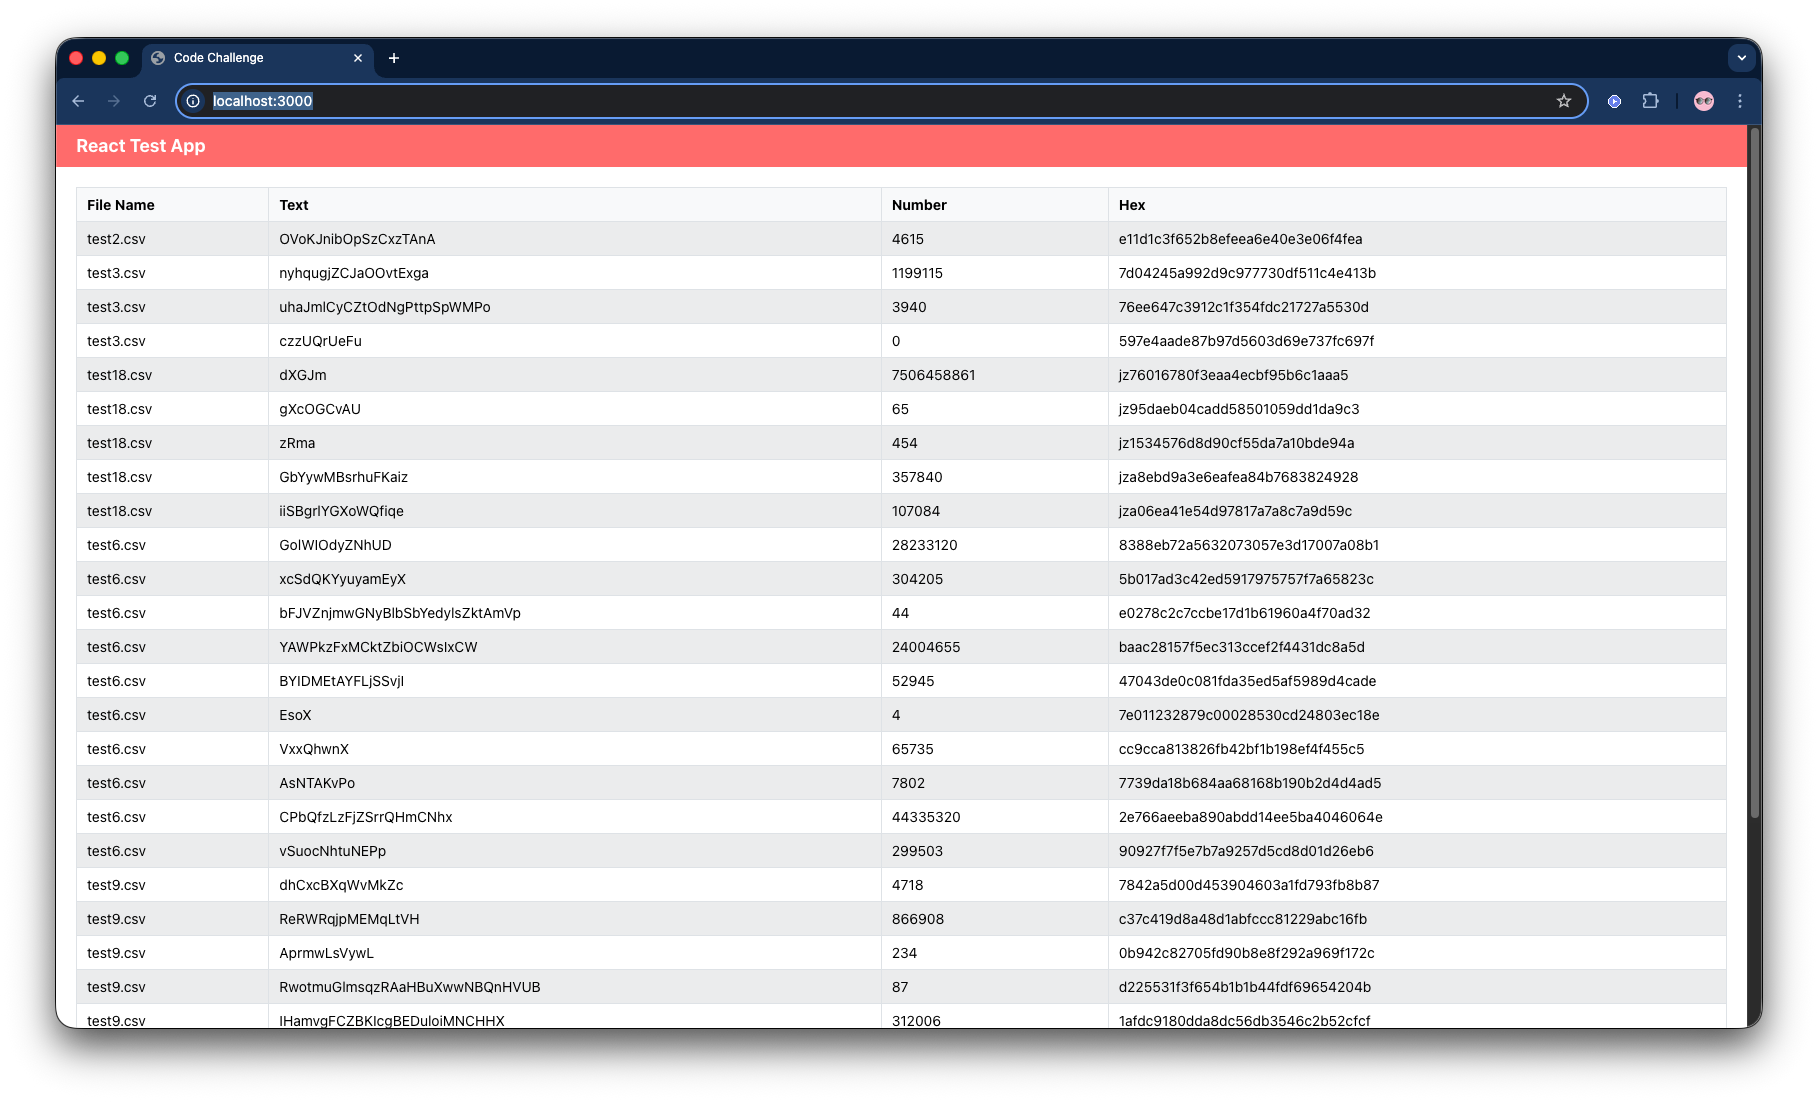 Code Challenge
localhost:3000
React Test App
File Name Text Number Hex
test2.csv OVoKJnibOpSzCxzTAnA 4615 e11d1c3f652b8efeea6e40e3e06f4fea
test3.csv nyhqugjZCJaOOvtExga 1199115 7d04245a992d9c977730df511c4e413b
test3.csv uhaJmlCyCZtOdNgPttpSpWMPo 3940 76ee647c3912c1f354fdc21727a5530d
test3.csv czzUQrUeFu 0 597e4aade87b97d5603d69e737fc697f
test18.csv dXGJm 7506458861 jz76016780f3eaa4ecbf95b6c1aaa5
test18.csv gXcOGCvAU 65 jz95daeb04cadd58501059dd1da9c3
test18.csv zRma 454 jz1534576d8d90cf55da7a10bde94a
test18.csv GbYywMBsrhuFKaiz 357840 jza8ebd9a3e6eafea84b7683824928
test18.csv iiSBgrlYGXoWQfiqe 107084 jza06ea41e54d97817a7a8c7a9d59c
test6.csv GolWIOdyZNhUD 28233120 8388eb72a5632073057e3d17007a08b1
test6.csv xcSdQKYyuyamEyX 304205 5b017ad3c42ed5917975757f7a65823c
test6.csv bFJVZnjmwGNyBlbSbYedylsZktAmVp 44 e0278c2c7ccbe17d1b61960a4f70ad32
test6.csv YAWPkzFxMCktZbiOCWslxCW 24004655 baac28157f5ec313ccef2f4431dc8a5d
test6.csv BYIDMEtAYFLjSSvjl 52945 47043de0c081fda35ed5af5989d4cade
test6.csv EsoX 4 7e011232879c00028530cd24803ec18e
test6.csv VxxQhwnX 65735 cc9cca813826fb42bf1b198ef4f455c5
test6.csv AsNTAKvPo 7802 7739da18b684aa68168b190b2d4d4ad5
test6.csv CPbQfzLzFjZSrrQHmCNhx 44335320 2e766aeeba890abdd14ee5ba4046064e
test6.csv vSuocNhtuNEPp 299503 90927f7f5e7b7a9257d5cd8d01d26eb6
test9.csv dhCxcBXqWvMkZc 4718 7842a5d00d453904603a1fd793fb8b87
test9.csv ReRWRqjpMEMqLtVH 866908 c37c419d8a48d1abfccc81229abc16fb
test9.csv AprmwLsVywL 234 0b942c82705fd90b8e8f292a969f172c
test9.csv RwotmuGlmsqzRAaHBuXwwNBQnHVUB 87 d225531f3f654b1b1b44fdf69654204b
test9.csv IHamvgFCZBKIcgBEDuloiMNCHHX 312006 1afdc9180dda8dc56db3546c2b52cfcf